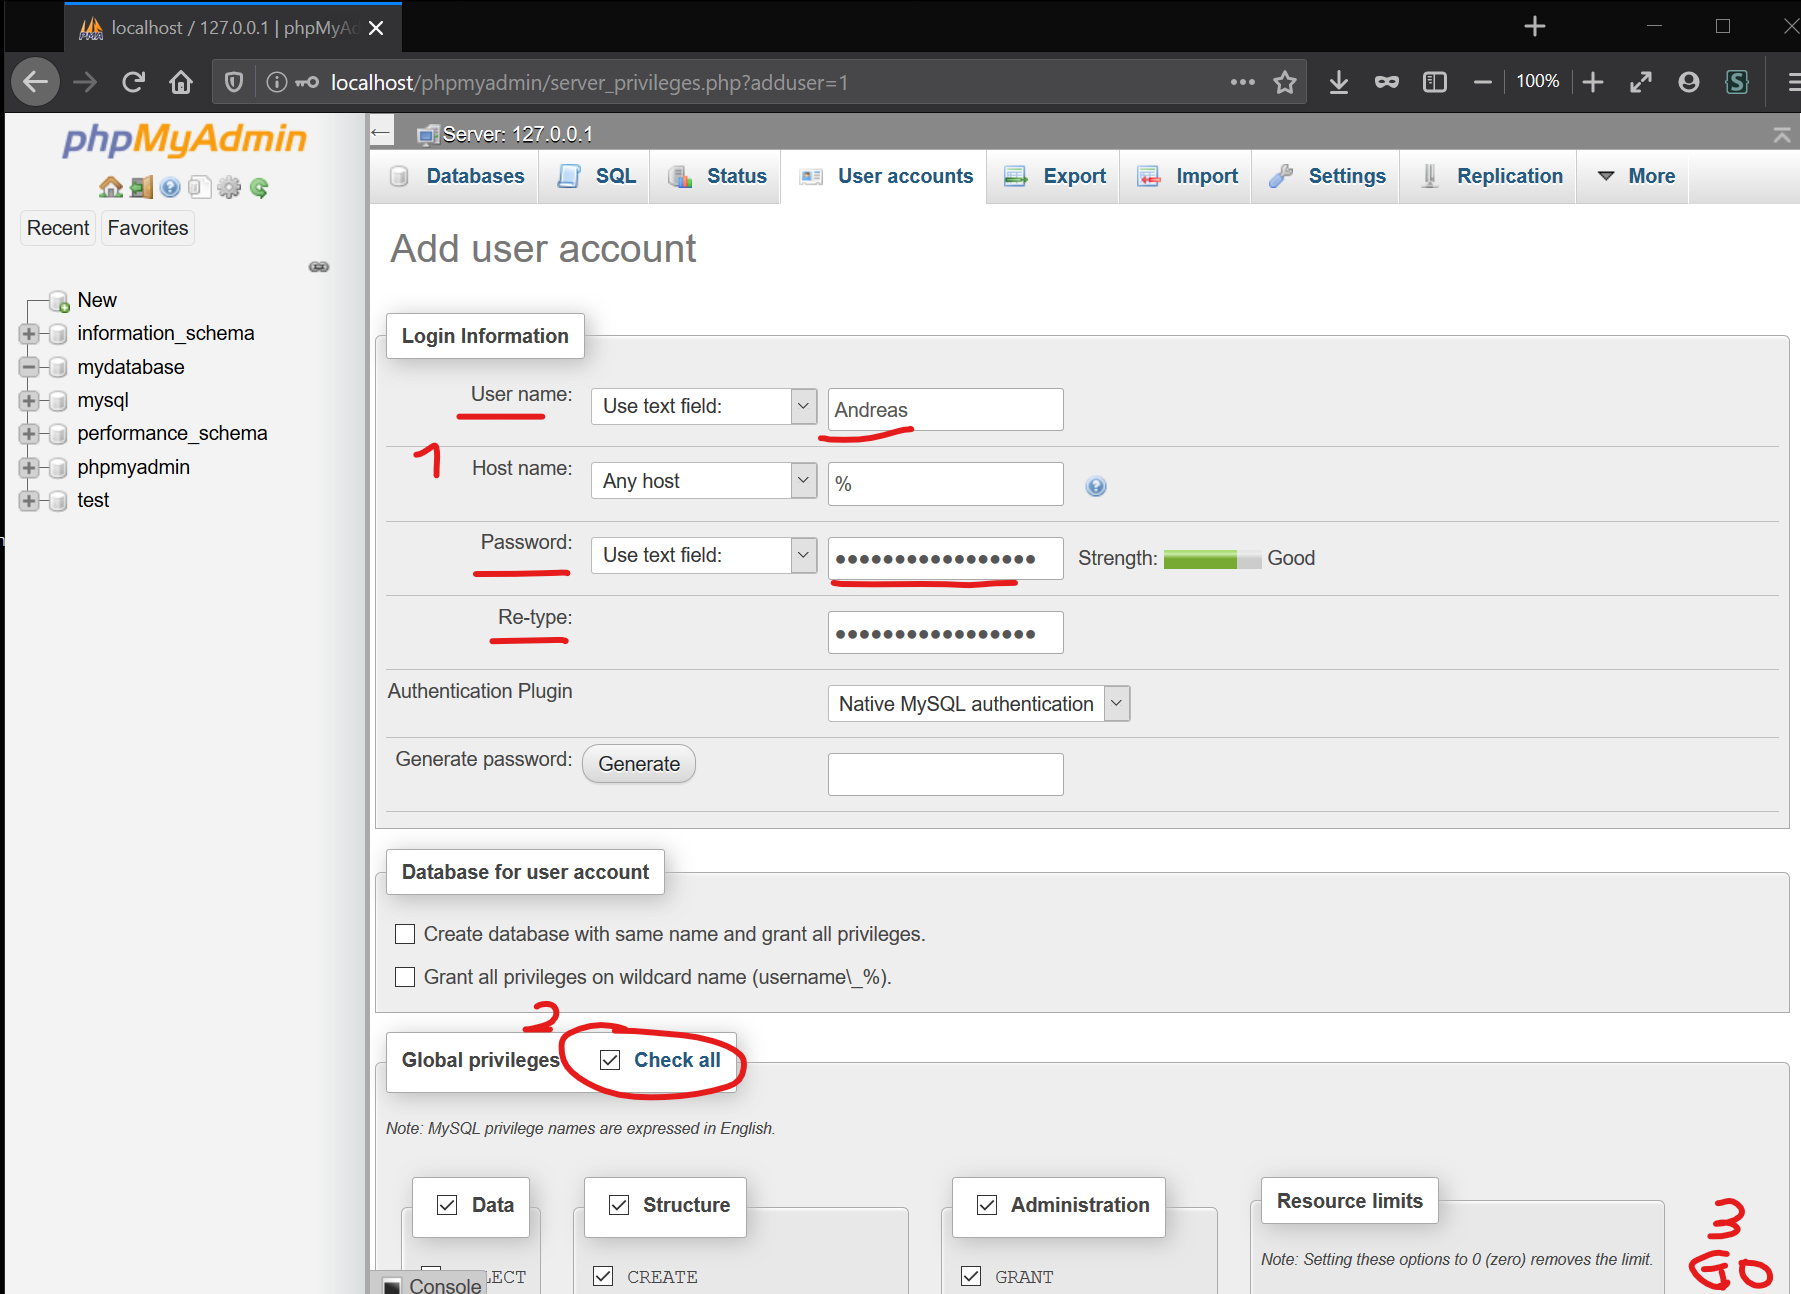 localhost / 127.0.0.1 | phpMyAd
localhost/phpmyadmin/server_privileges.php?adduser=1
100%
S
phpMyAdmin
Recent
Favorites
New
information_schema
mydatabase
mysql
performance_schema
phpmyadmin
test
Server: 127.0.0.1
Databases
SQL
Status
User accounts
Export
Import
Settings
Replication
More
Add user account
Login Information
User name:
Use text field:
Andreas
1
Host name:
Any host
%
Password:
Use text field:
Strength:
Good
Re-type:
Authentication Plugin
Native MySQL authentication
Generate password:
Generate
Database for user account
Create database with same name and grant all privileges.
Grant all privileges on wildcard name (username\_%).
2
Global privileges
Check all
Note: MySQL privilege names are expressed in English.
Data
Structure
Administration
Resource limits
Note: Setting these options to 0 (zero) removes the limit.
LECT
CREATE
GRANT
Console
3
GO